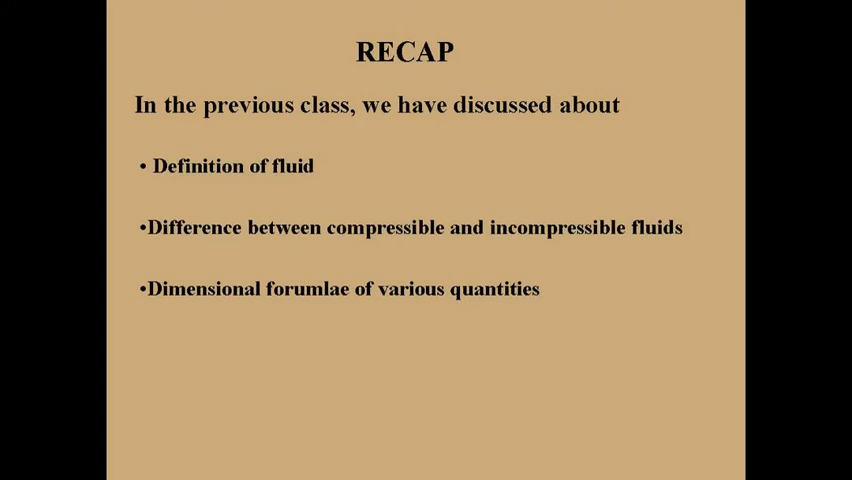 RECAP
In the previous class, we have discussed about
• Definition of fluid
•Difference between compressible and incompressible fluids
•Dimensional forumlae of various quantities